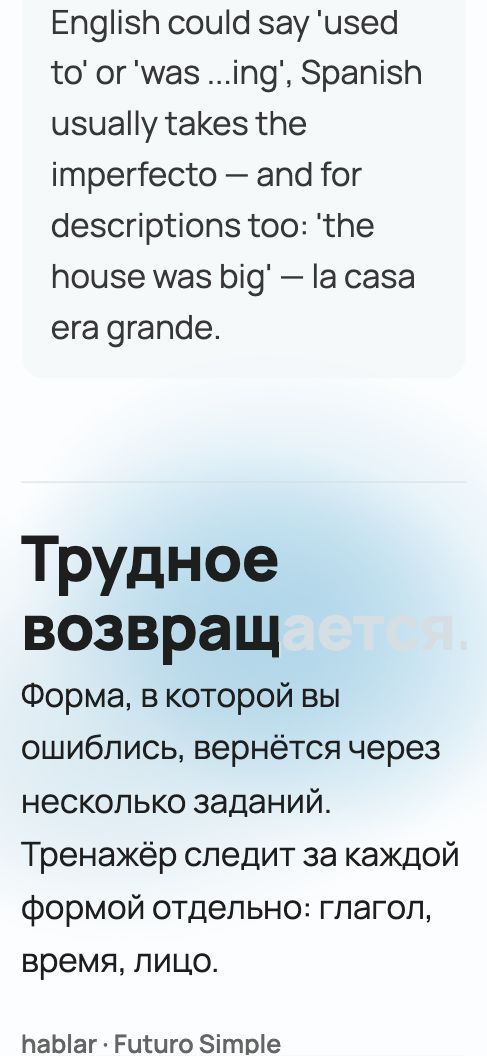 English could say 'used
to' or 'was ...ing', Spanish
usually takes the
imperfecto — and for
descriptions too: 'the
house was big' — la casa
era grande.
Трудное
возвращается.
Форма, в которой вы
ошиблись, вернётся через
несколько заданий.
Тренажёр следит за каждой
формой отдельно: глагол,
время, лицо.
hablar · Futuro Simple